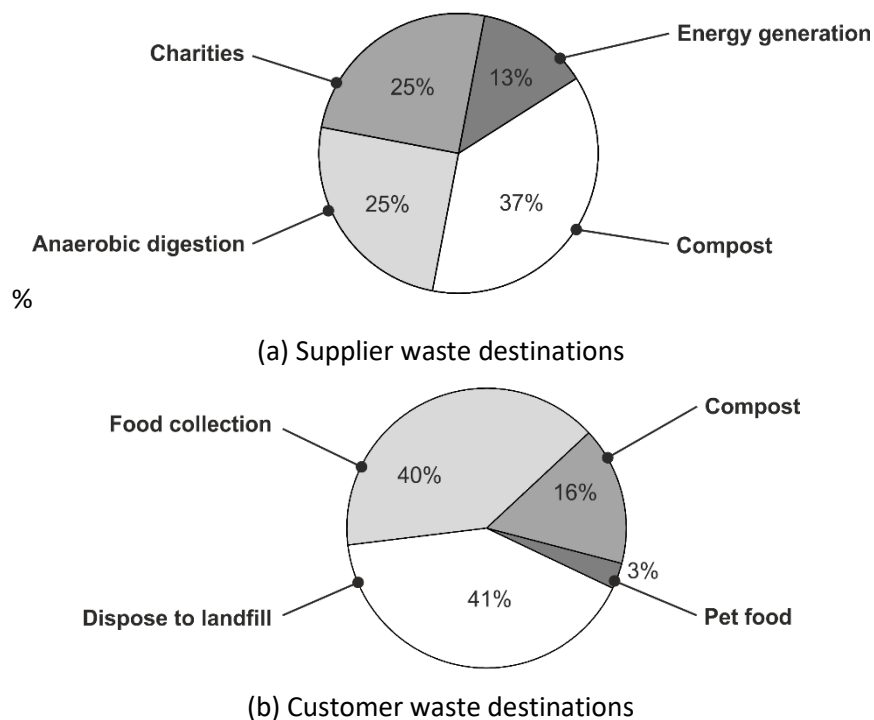 Energy generation
Charities
13%
25%
25%
37%
Anaerobic digestion
Compost
%
(a) Supplier waste destinations
Compost
Food collection
40%
16%
3%
41%
Dispose to landfill
Pet food
(b) Customer waste destinations